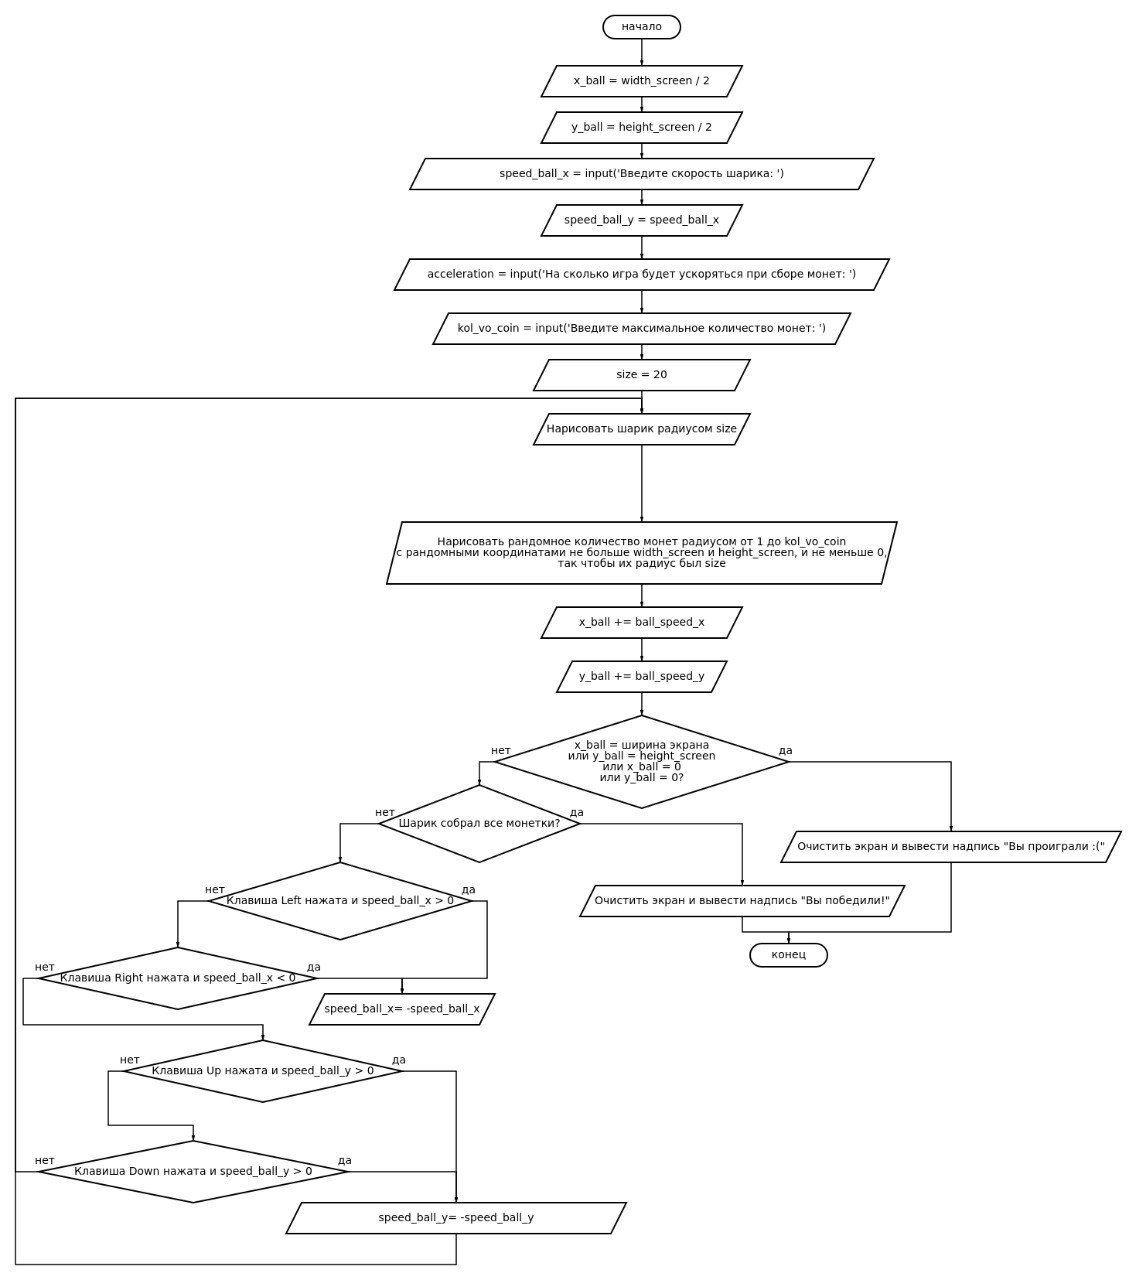 начало
x_ball = width_screen / 2
y_ball = height_screen / 2
speed_ball_x = input('Введите скорость шарика: ')
speed_ball_y = speed_ball_x
acceleration = input('На сколько игра будет ускоряться при сборе монет: ')
kol_vo_coin = input('Введите максимальное количество монет: ')
size = 20
Нарисовать шарик радиусом size
Нарисовать рандомное количество монет радиусом от 1 до kol_vo_coin
с рандомными координатами не больше width_screen и height_screen, и не меньше 0,
так чтобы их радиус был size
x_ball += ball_speed_x
y_ball += ball_speed_y
x_ball = ширина экрана
или y_ball = height_screen
или x_ball = 0
или y_ball = 0?
нет
да
Шарик собрал все монетки?
нет
да
Очистить экран и вывести надпись "Вы проиграли :("
Клавиша Left нажата и speed_ball_x > 0
нет
да
Очистить экран и вывести надпись "Вы победили!"
конец
Клавиша Right нажата и speed_ball_x < 0
нет
да
speed_ball_x= -speed_ball_x
Клавиша Up нажата и speed_ball_y > 0
нет
да
Клавиша Down нажата и speed_ball_y > 0
нет
да
speed_ball_y= -speed_ball_y